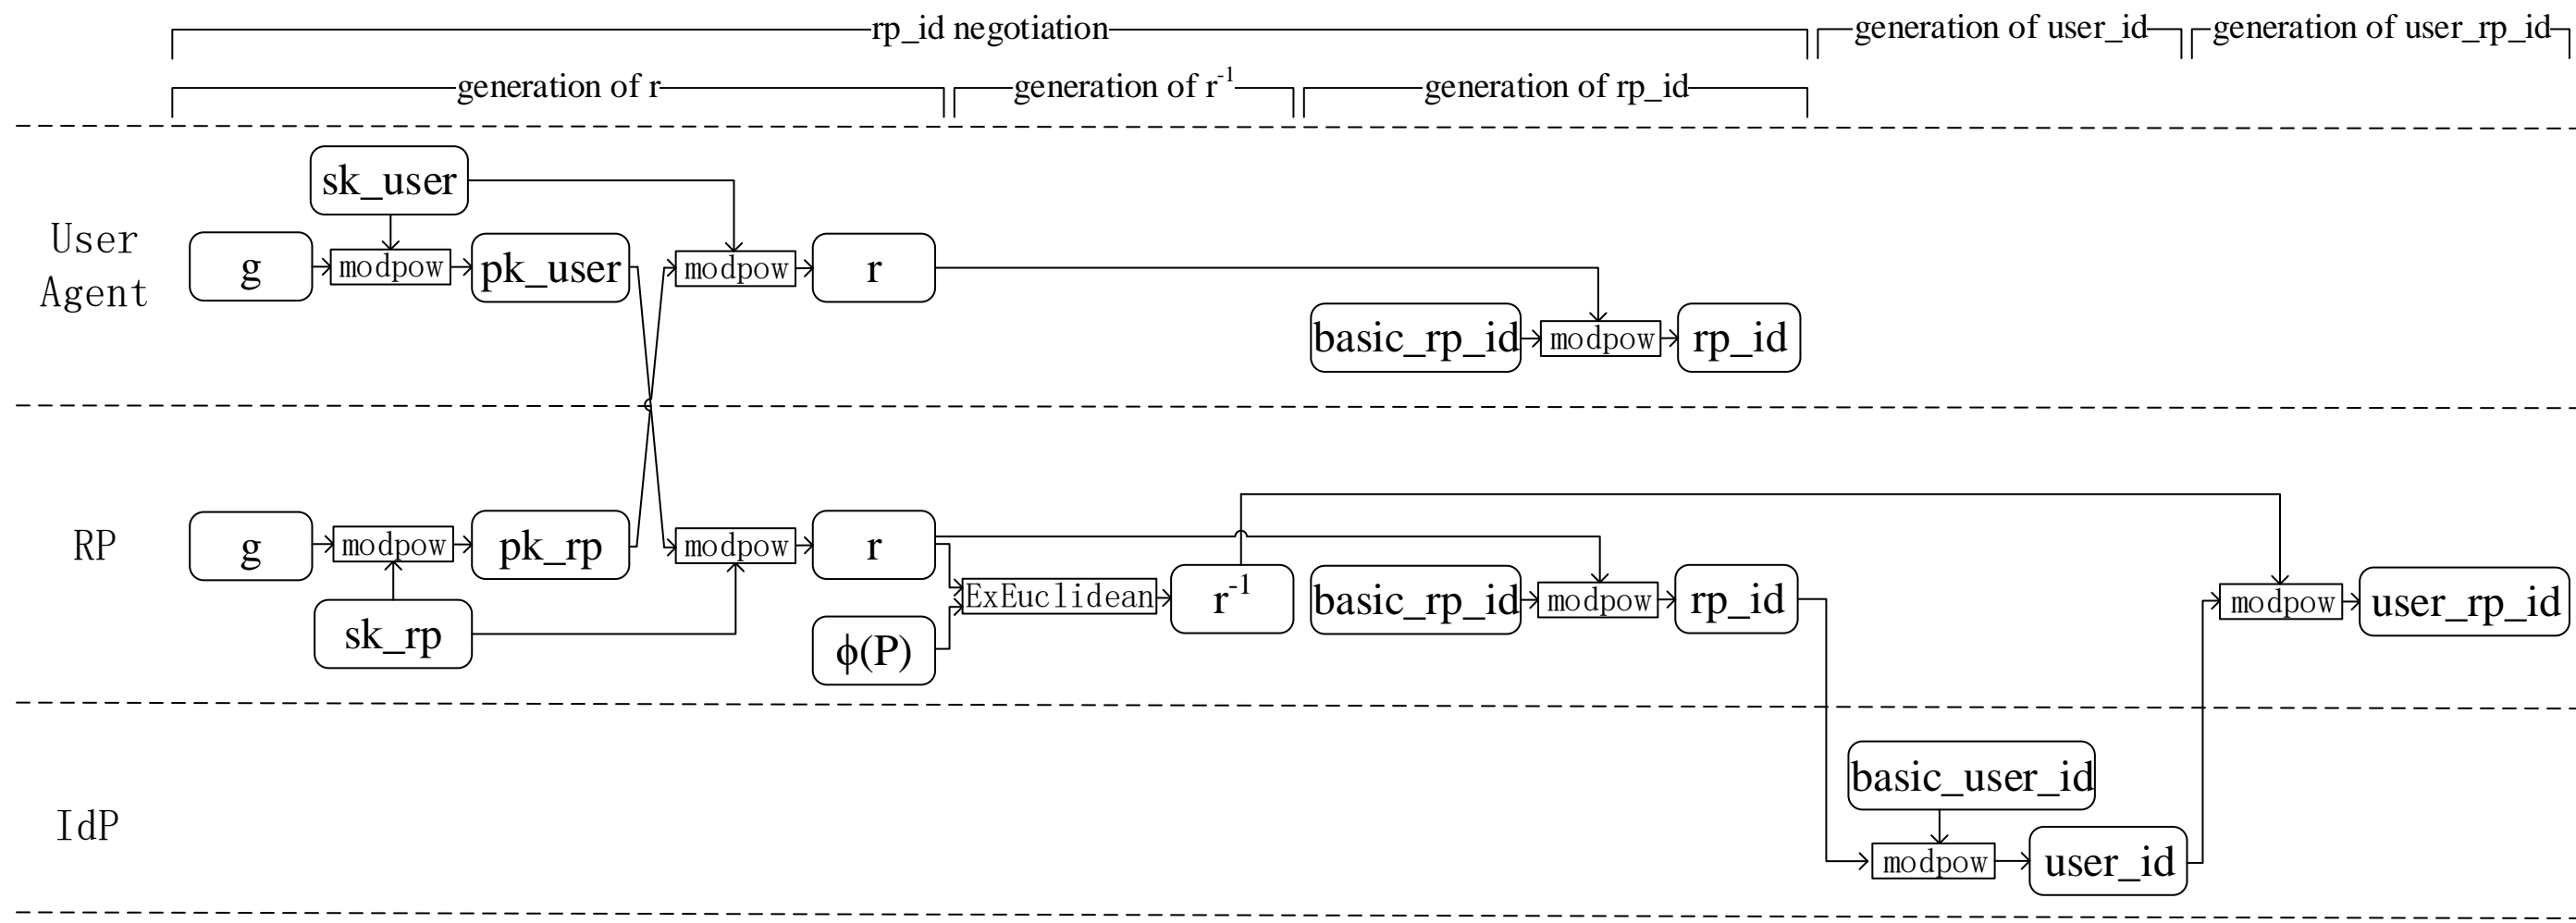 rp_id negotiation
generation of user_id
generation of user_rp_id
generation of r
generation of r⁻¹
generation of rp_id
User
Agent
sk_user
g
modpow
pk_user
modpow
r
basic_rp_id
modpow
rp_id
RP
g
modpow
pk_rp
modpow
r
sk_rp
ϕ(P)
ExEuclidean
r⁻¹
basic_rp_id
modpow
rp_id
modpow
user_rp_id
IdP
basic_user_id
modpow
user_id